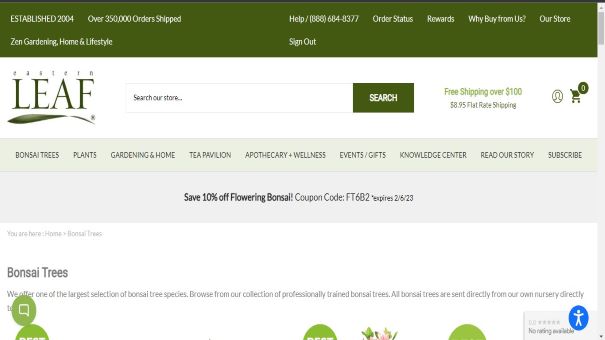 ESTABLISHED 2004 Over 350,000 Orders Shipped Help / (888) 684-8377 Order Status Rewards Why Buy from Us? Our Store
Zen Gardening, Home & Lifestyle Sign Out
eastern
LEAF
®
Search our store... SEARCH
Free Shipping over $100
$8.95 Flat Rate Shipping
0
BONSAI TREES PLANTS GARDENING & HOME TEA PAVILION APOTHECARY + WELLNESS EVENTS / GIFTS KNOWLEDGE CENTER READ OUR STORY SUBSCRIBE
Save 10% off Flowering Bonsai! Coupon Code: FT6B2 *expires 2/6/23
You are here : Home > Bonsai Trees
Bonsai Trees
We offer one of the largest selection of bonsai tree species. Browse from our collection of professionally trained bonsai trees. All bonsai trees are sent directly from our own nursery directly
0.0 ★★★★★
No rating available
BEST BEST